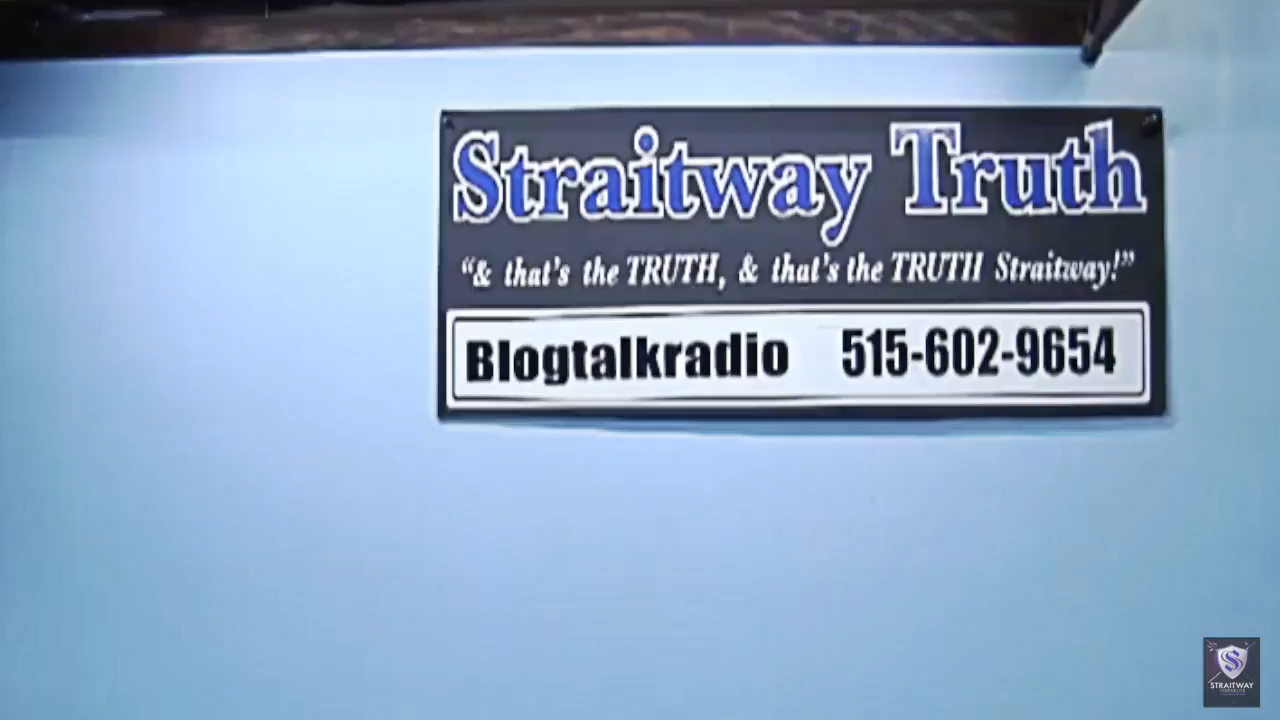 Straitway Truth
“& that's the TRUTH, & that's the TRUTH Straitway!”
Blogtalkradio 515-602-9654
STRAITWAY